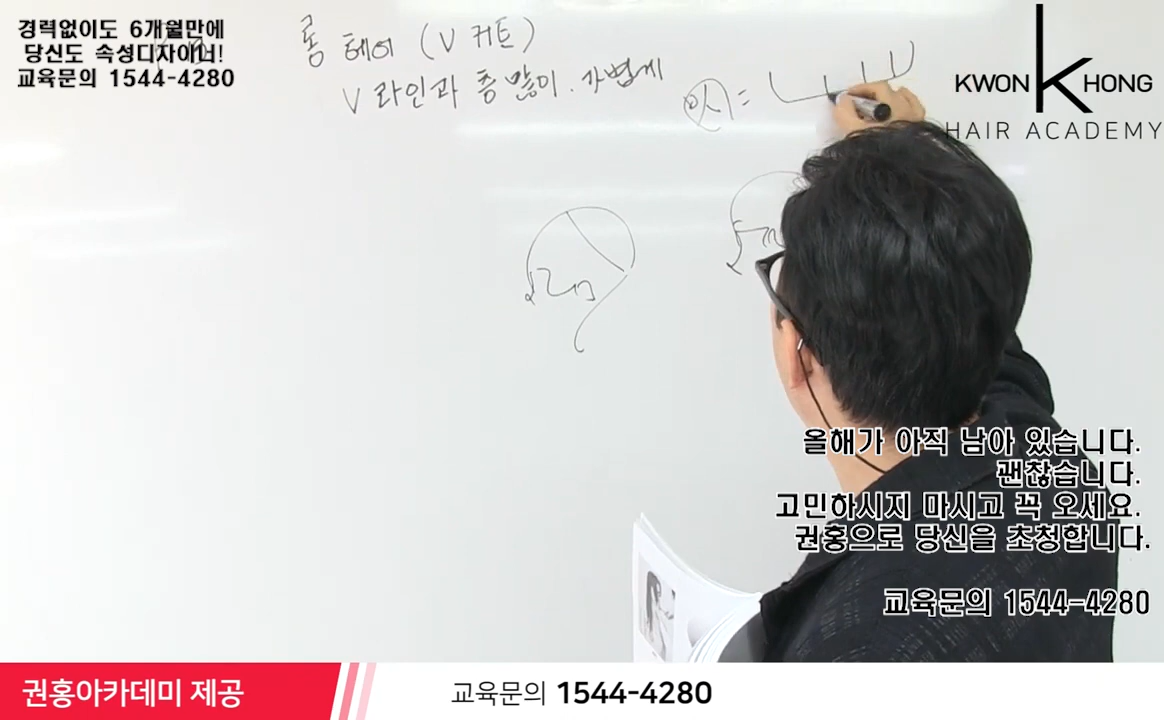 경력없이도 6개월만에
당신도 속성디자이너!
교육문의 1544-4280
롱 헤어 (V 커트)
V 라인과 층 많이. 가볍게
KWON K HONG
HAIR ACADEMY
올해가 아직 남아 있습니다.
괜찮습니다.
고민하시지 마시고 꼭 오세요.
권홍으로 당신을 초청합니다.
교육문의 1544-4280
권홍아카데미 제공
교육문의 1544-4280